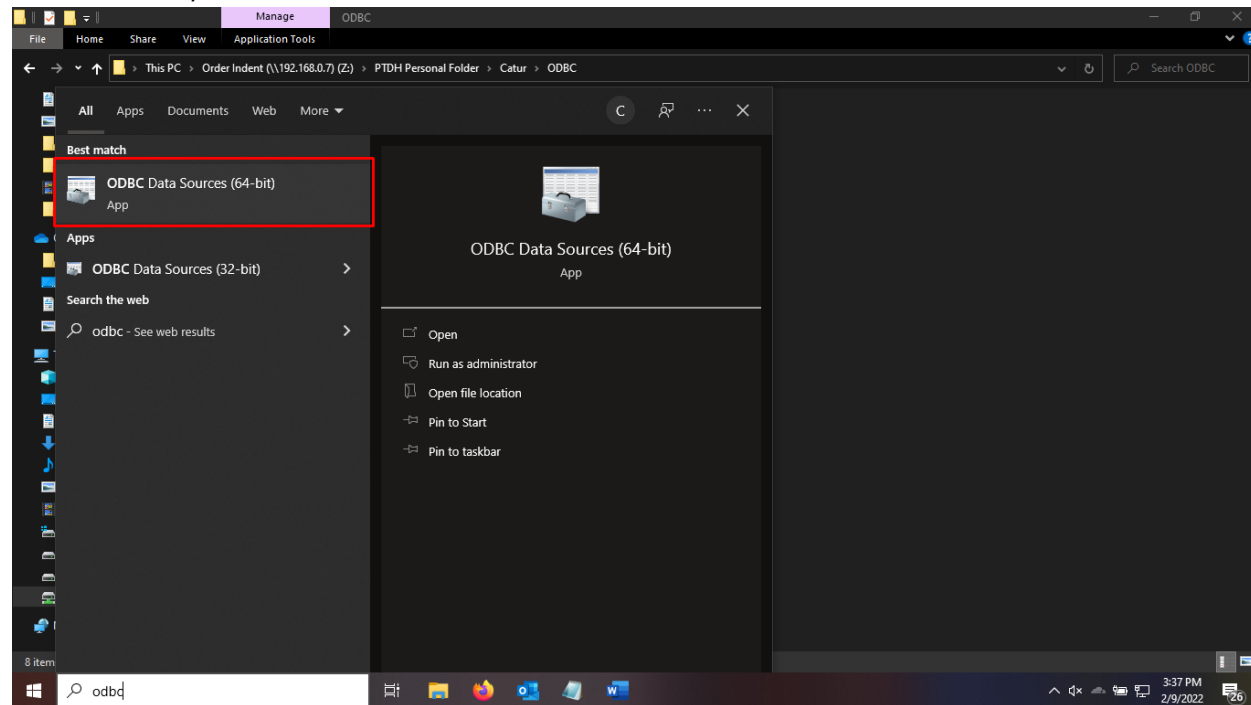 Manage
ODBC
File
Home
Share
View
Application Tools
This PC > Order Indent (\\192.168.0.7) (Z:) > PTDH Personal Folder > Catur > ODBC
Search ODBC
All
Apps
Documents
Web
More
C
Best match
ODBC Data Sources (64-bit)
App
Apps
ODBC Data Sources (32-bit)
Search the web
odbc - See web results
ODBC Data Sources (64-bit)
App
Open
Run as administrator
Open file location
Pin to Start
Pin to taskbar
8 item
odbc
3:37 PM
2/9/2022
26